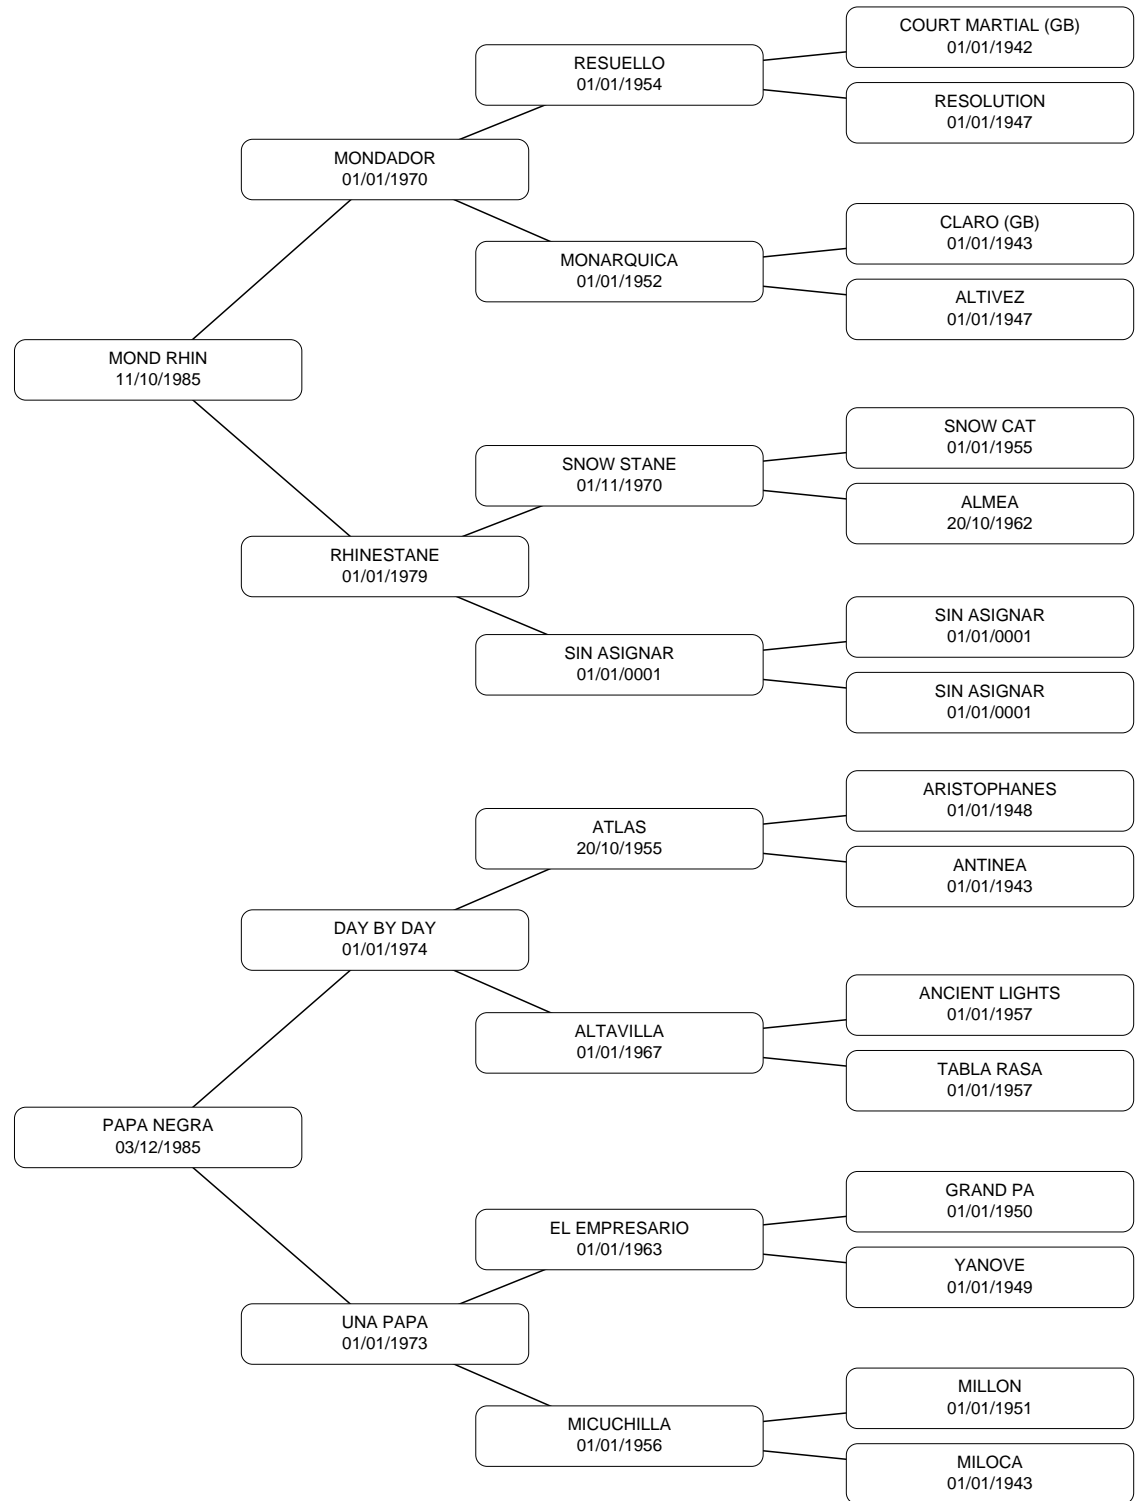 COURT MARTIAL (GB)
01/01/1942
RESUELLO
01/01/1954
RESOLUTION
01/01/1947
MONDADOR
01/01/1970
CLARO (GB)
01/01/1943
MONARQUICA
01/01/1952
ALTIVEZ
01/01/1947
MOND RHIN
11/10/1985
SNOW CAT
01/01/1955
SNOW STANE
01/11/1970
ALMEA
20/10/1962
RHINESTANE
01/01/1979
SIN ASIGNAR
01/01/0001
SIN ASIGNAR
01/01/0001
SIN ASIGNAR
01/01/0001
ARISTOPHANES
01/01/1948
ATLAS
20/10/1955
ANTINEA
01/01/1943
DAY BY DAY
01/01/1974
ANCIENT LIGHTS
01/01/1957
ALTAVILLA
01/01/1967
TABLA RASA
01/01/1957
PAPA NEGRA
03/12/1985
GRAND PA
01/01/1950
EL EMPRESARIO
01/01/1963
YANOVE
01/01/1949
UNA PAPA
01/01/1973
MILLON
01/01/1951
MICUCHILLA
01/01/1956
MILOCA
01/01/1943